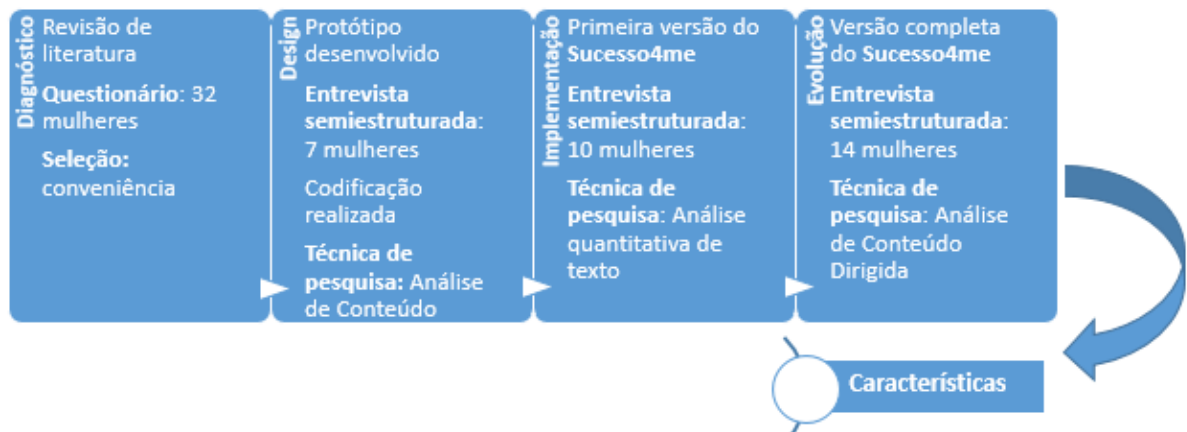 Diagnóstico
Revisão de
literatura
Questionário: 32
mulheres
Seleção:
conveniência
Design
Protótipo
desenvolvido
Entrevista
semiestruturada:
7 mulheres
Codificação
realizada
Técnica de
pesquisa: Análise
de Conteúdo
Implementação
Primeira versão do
Sucesso4me
Entrevista
semiestruturada:
10 mulheres
Técnica de
pesquisa: Análise
quantitativa de
texto
Evolução
Versão completa
do Sucesso4me
Entrevista
semiestruturada:
14 mulheres
Técnica de
pesquisa: Análise
de Conteúdo
Dirigida
Características